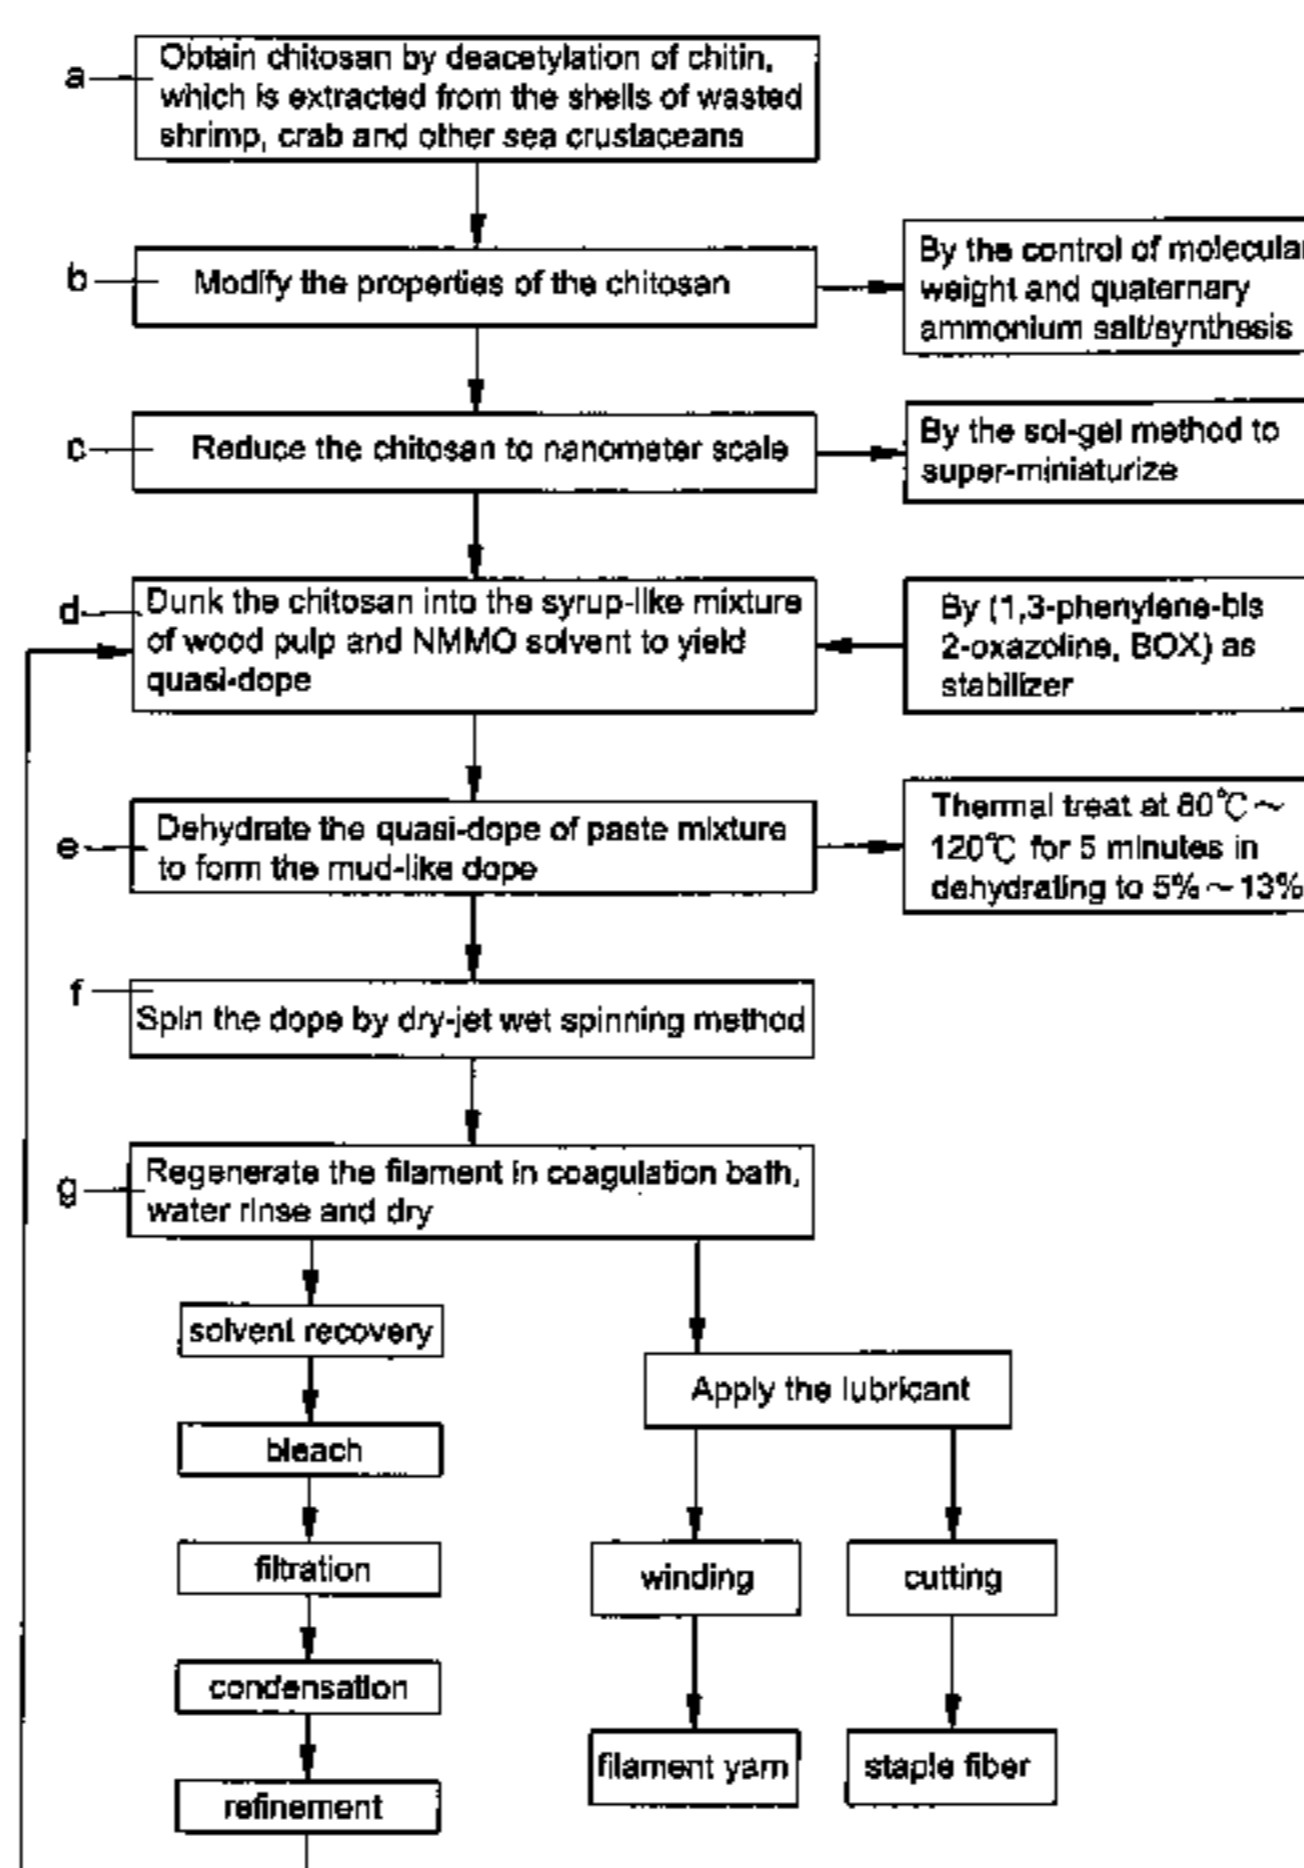 a
Obtain chitosan by deacetylation of chitin,
which is extracted from the shells of wasted
shrimp, crab and other sea crustaceans
b
Modify the properties of the chitosan
By the control of molecular
weight and quaternary
ammonium salt/synthesis
c
Reduce the chitosan to nanometer scale
By the sol-gel method to
super-miniaturize
d
Dunk the chitosan into the syrup-like mixture
of wood pulp and NMMO solvent to yield
quasi-dope
By (1,3-phenylene-bis
2-oxazoline, BOX) as
stabilizer
e
Dehydrate the quasi-dope of paste mixture
to form the mud-like dope
Thermal treat at 80℃～
120℃ for 5 minutes in
dehydrating to 5%～13%
f
Spin the dope by dry-jet wet spinning method
g
Regenerate the filament in coagulation bath,
water rinse and dry
solvent recovery
Apply the lubricant
bleach
filtration
winding
cutting
condensation
filament yarn
staple fiber
refinement